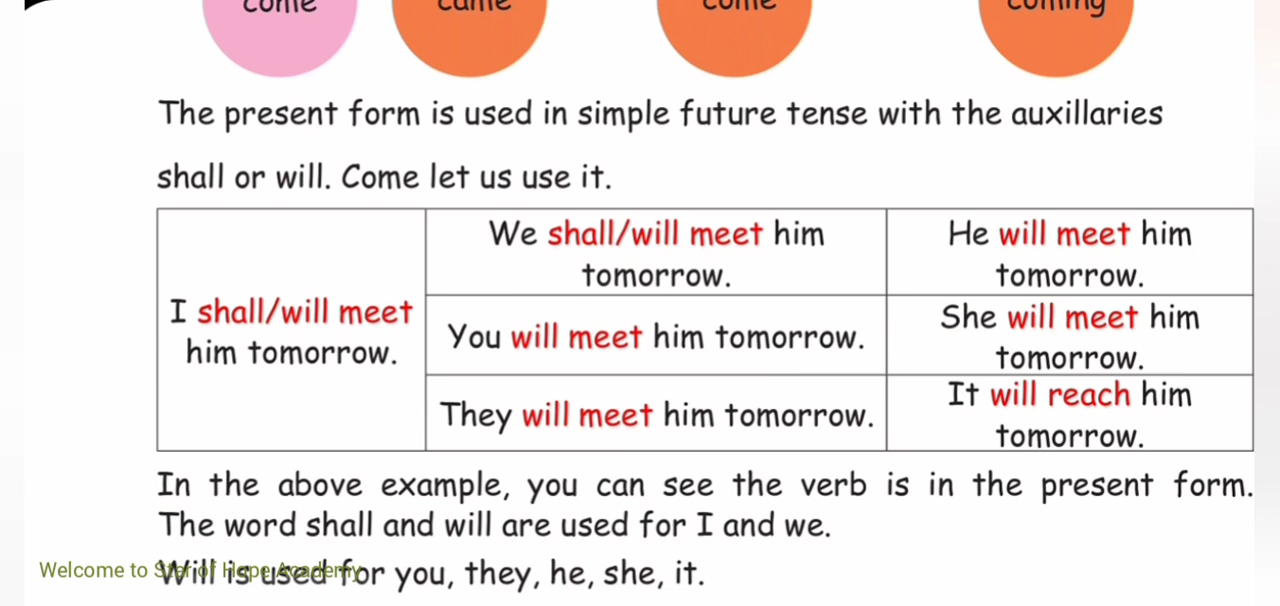 come came come coming
The present form is used in simple future tense with the auxillaries
shall or will. Come let us use it.
I shall/will meet
him tomorrow.
We shall/will meet him
tomorrow.
He will meet him
tomorrow.
You will meet him tomorrow.
She will meet him
tomorrow.
They will meet him tomorrow.
It will reach him
tomorrow.
In the above example, you can see the verb is in the present form.
The word shall and will are used for I and we.
Will is used for you, they, he, she, it.
Welcome to Star of Hope Academy